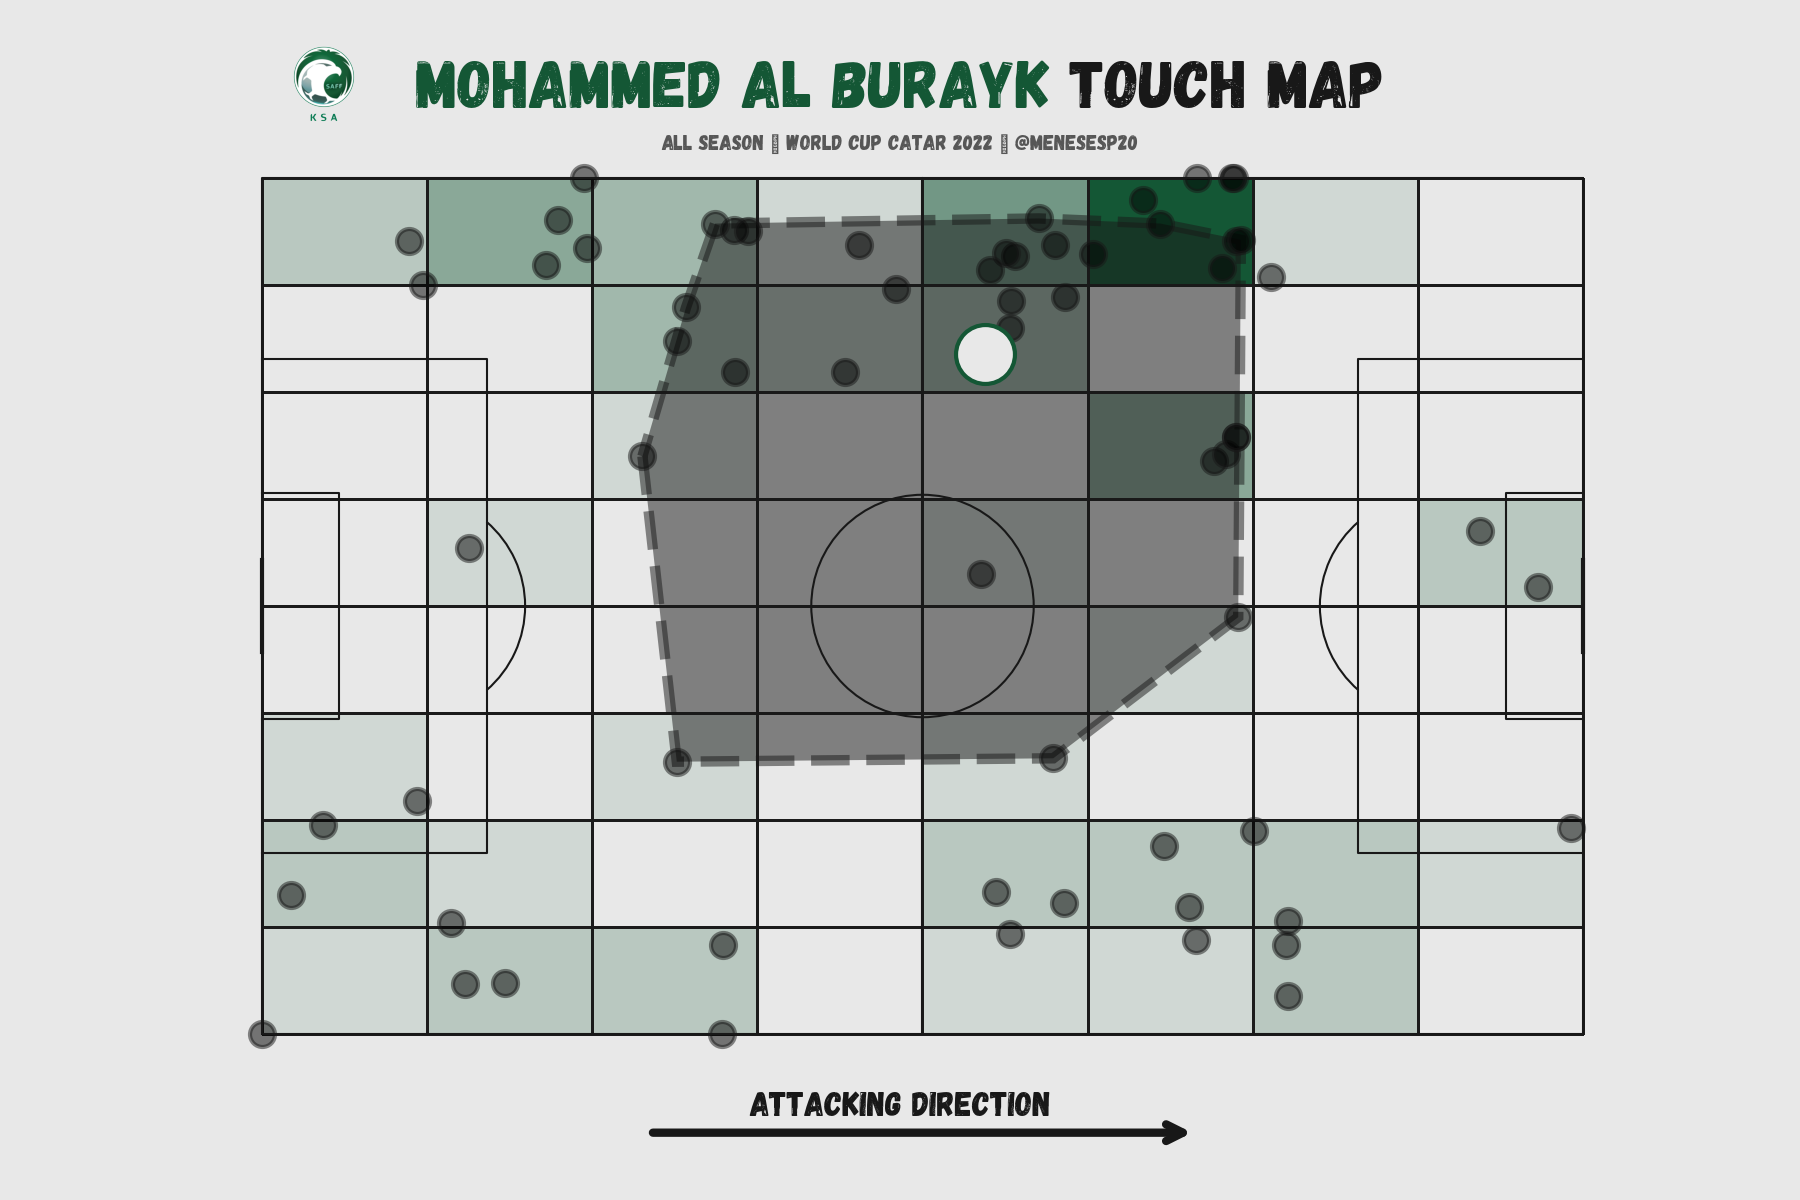 SAFF
KSA
MOHAMMED AL BURAYK TOUCH MAP
ALL SEASON WORLD CUP CATAR 2022 @MENESESP20
ATTACKING DIRECTION